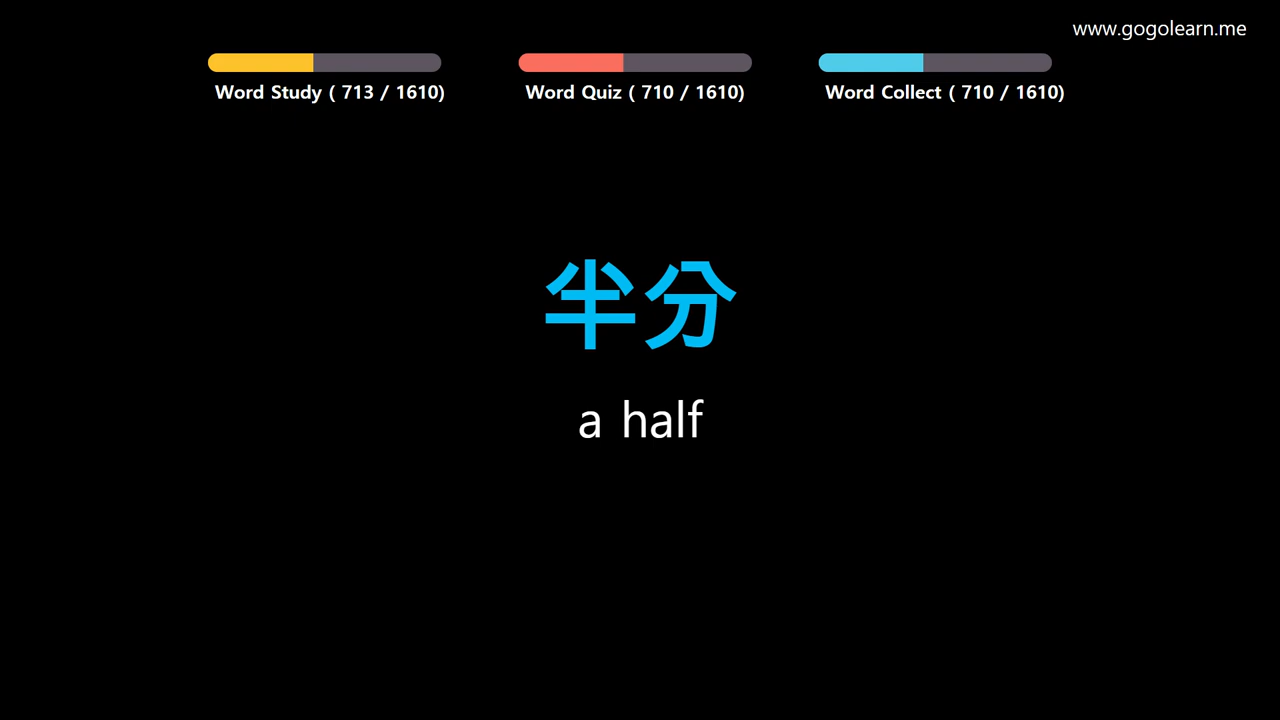 www.gogolearn.me
Word Study ( 713 / 1610)
Word Quiz ( 710 / 1610)
Word Collect ( 710 / 1610)
半分
a half